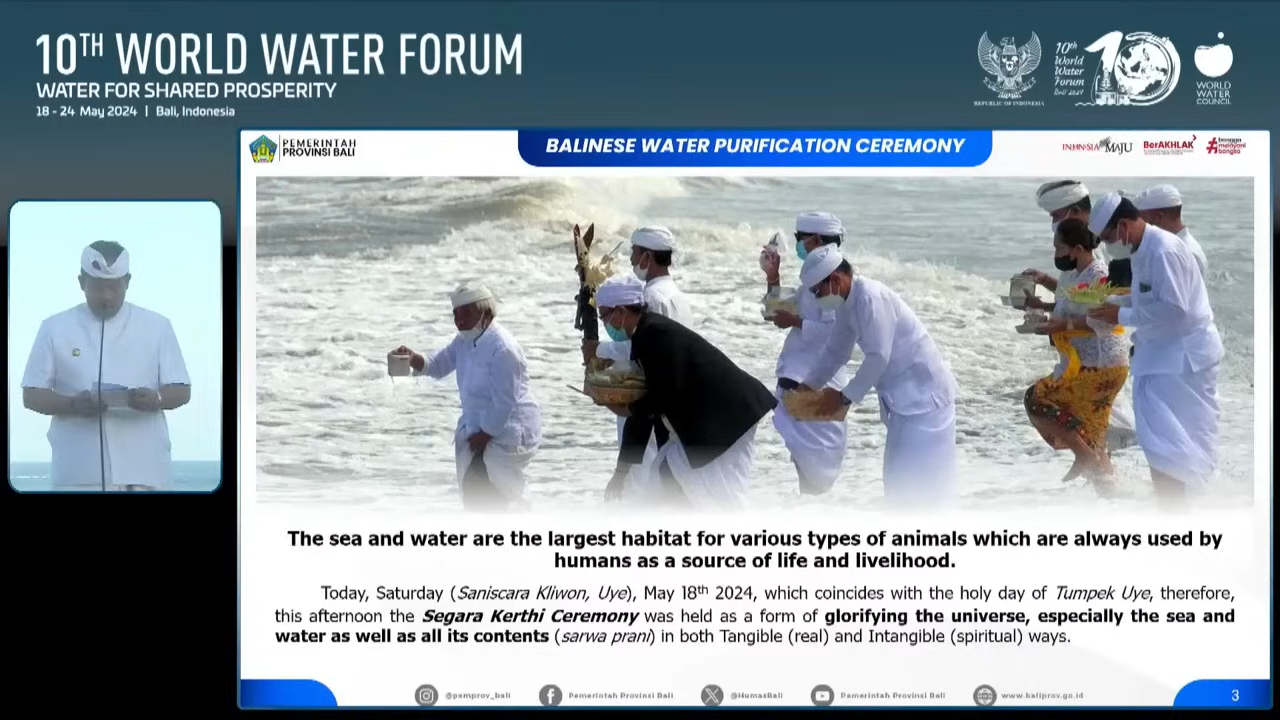 10TH WORLD WATER FORUM
WATER FOR SHARED PROSPERITY
18 - 24 May 2024 | Bali, Indonesia
REPUBLIC OF INDONESIA
10th
World
Water
Forum
Bali 2024
10
WORLD
WATER
COUNCIL
PEMERINTAH
PROVINSI BALI
BALINESE WATER PURIFICATION CEREMONY
INDONESIA MAJU
BerAKHLAK
#bangga
melayani
bangsa
The sea and water are the largest habitat for various types of animals which are always used by
humans as a source of life and livelihood.
Today, Saturday (Saniscara Kliwon, Uye), May 18th 2024, which coincides with the holy day of Tumpek Uye, therefore,
this afternoon the Segara Kerthi Ceremony was held as a form of glorifying the universe, especially the sea and
water as well as all its contents (sarwa prani) in both Tangible (real) and Intangible (spiritual) ways.
@pemprov_bali Pemerintah Provinsi Bali @HumasBali Pemerintah Provinsi Bali www.baliprov.go.id
3